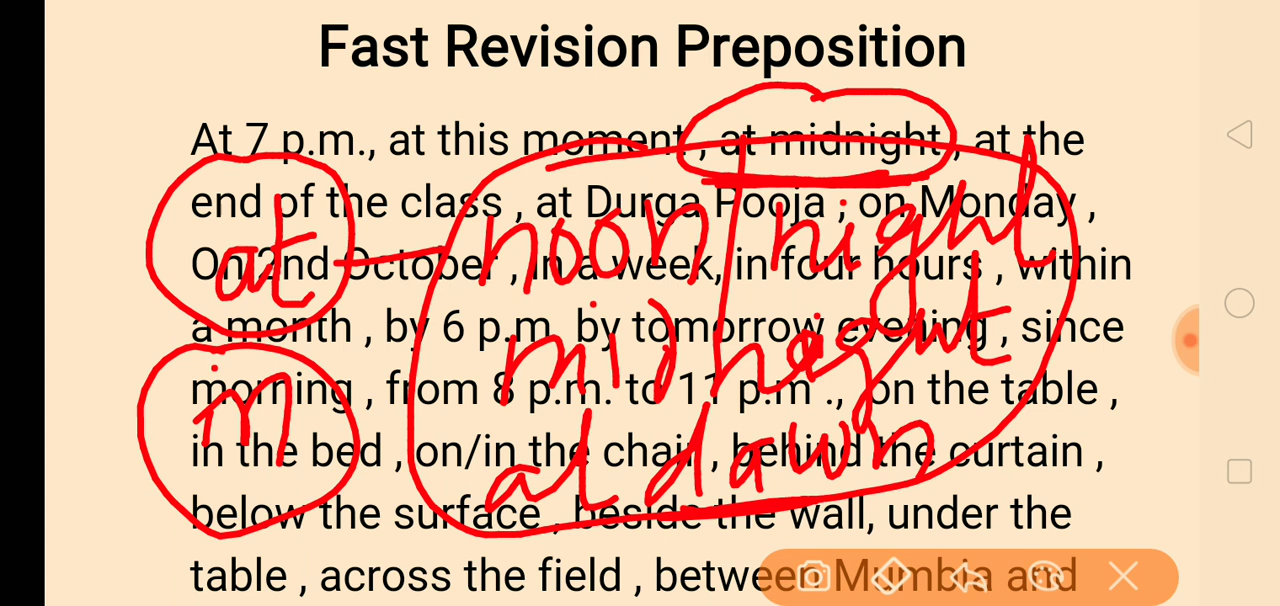 Fast Revision Preposition
At 7 p.m., at this moment , at midnight , at the
end of the class , at Durga Pooja ; on Monday ,
On 2nd October , in a week, in four hours , within
a month , by 6 p.m, by tomorrow evening , since
morning , from 8 p.m. to 11 p.m ., on the table ,
in the bed , on/in the chair , behind the curtain ,
below the surface , beside the wall, under the
table , across the field , between Mumbia and
at noon/night
midnight
in at dawn